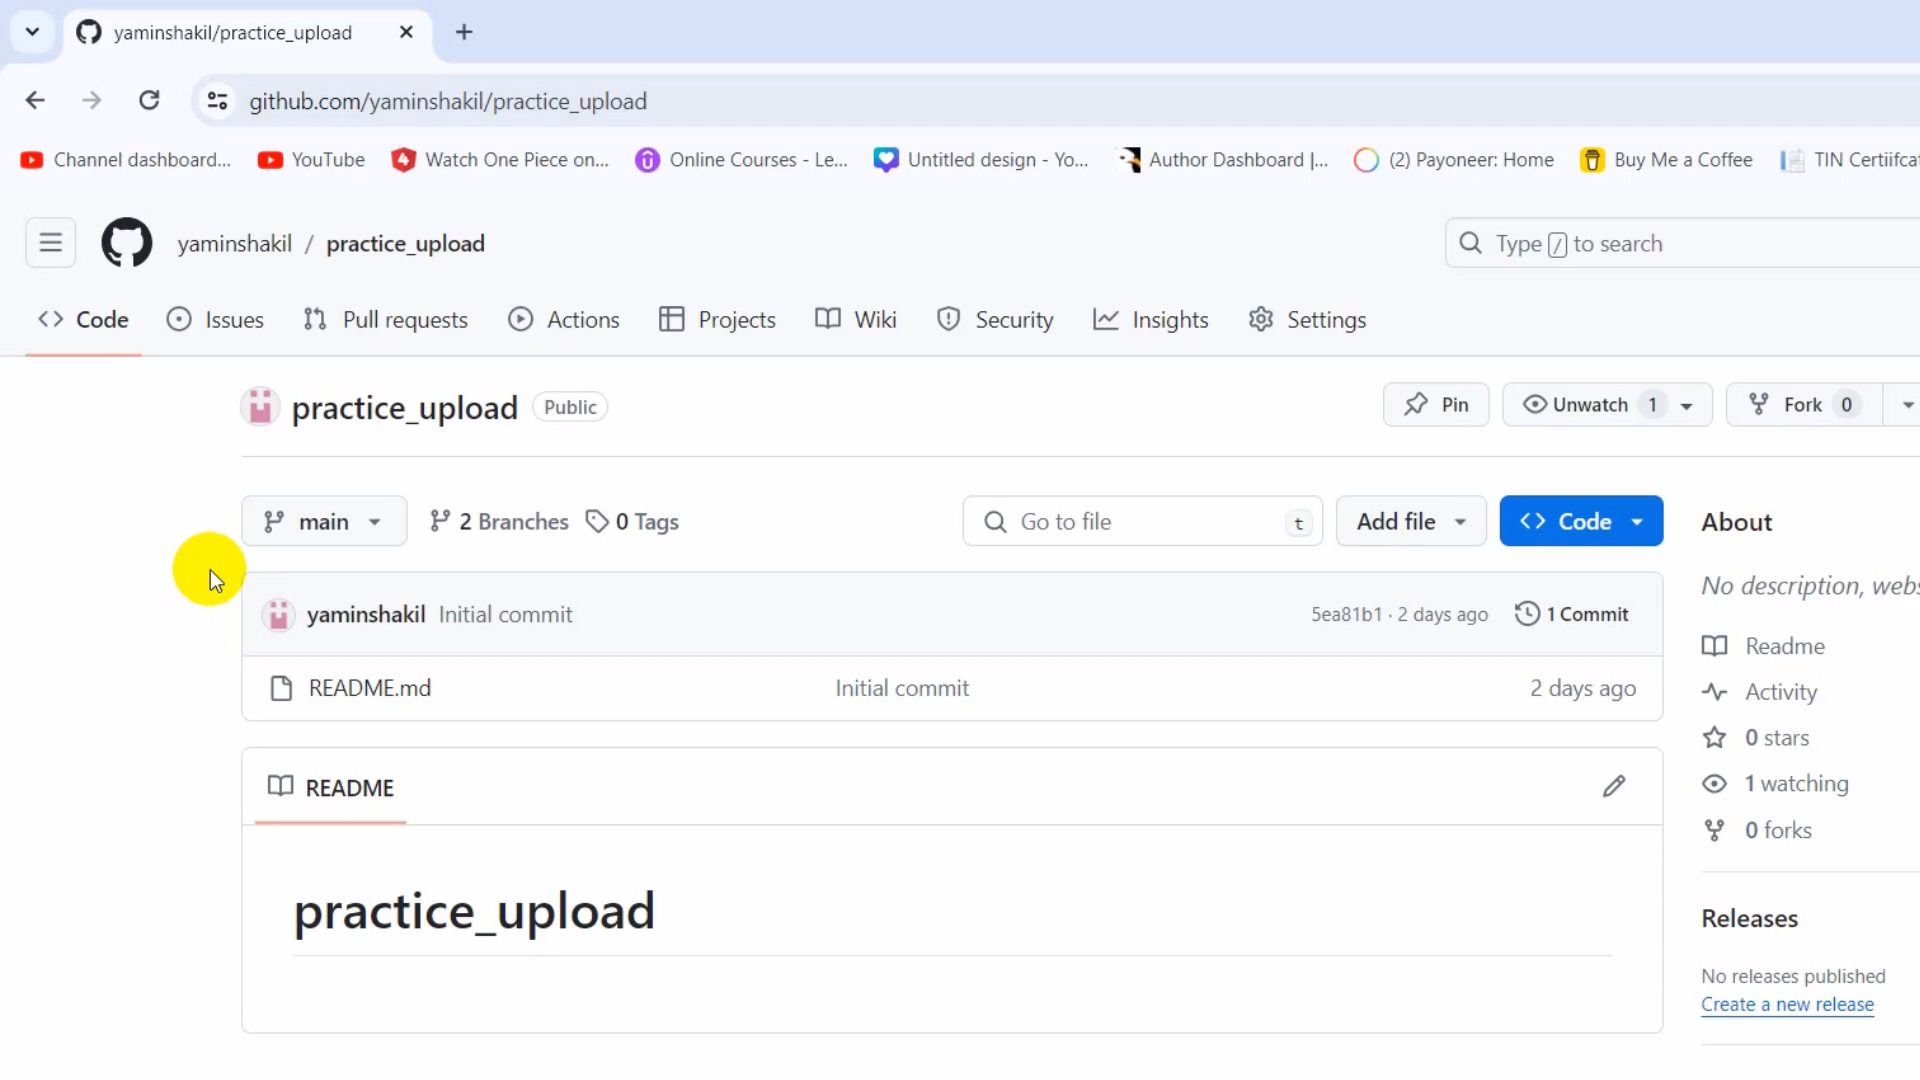 yaminshakil/practice_upload
github.com/yaminshakil/practice_upload
Channel dashboard... YouTube Watch One Piece on... Online Courses - Le... Untitled design - Yo... Author Dashboard |... (2) Payoneer: Home Buy Me a Coffee TIN Certiifca
yaminshakil / practice_upload Type / to search
Code Issues Pull requests Actions Projects Wiki Security Insights Settings
practice_upload Public Pin Unwatch 1 Fork 0
main 2 Branches 0 Tags Go to file t Add file Code About
No description, webs
yaminshakil Initial commit 5ea81b1 · 2 days ago 1 Commit
Readme
README.md Initial commit 2 days ago
Activity
0 stars
README 1 watching
0 forks
practice_upload
Releases
No releases published
Create a new release